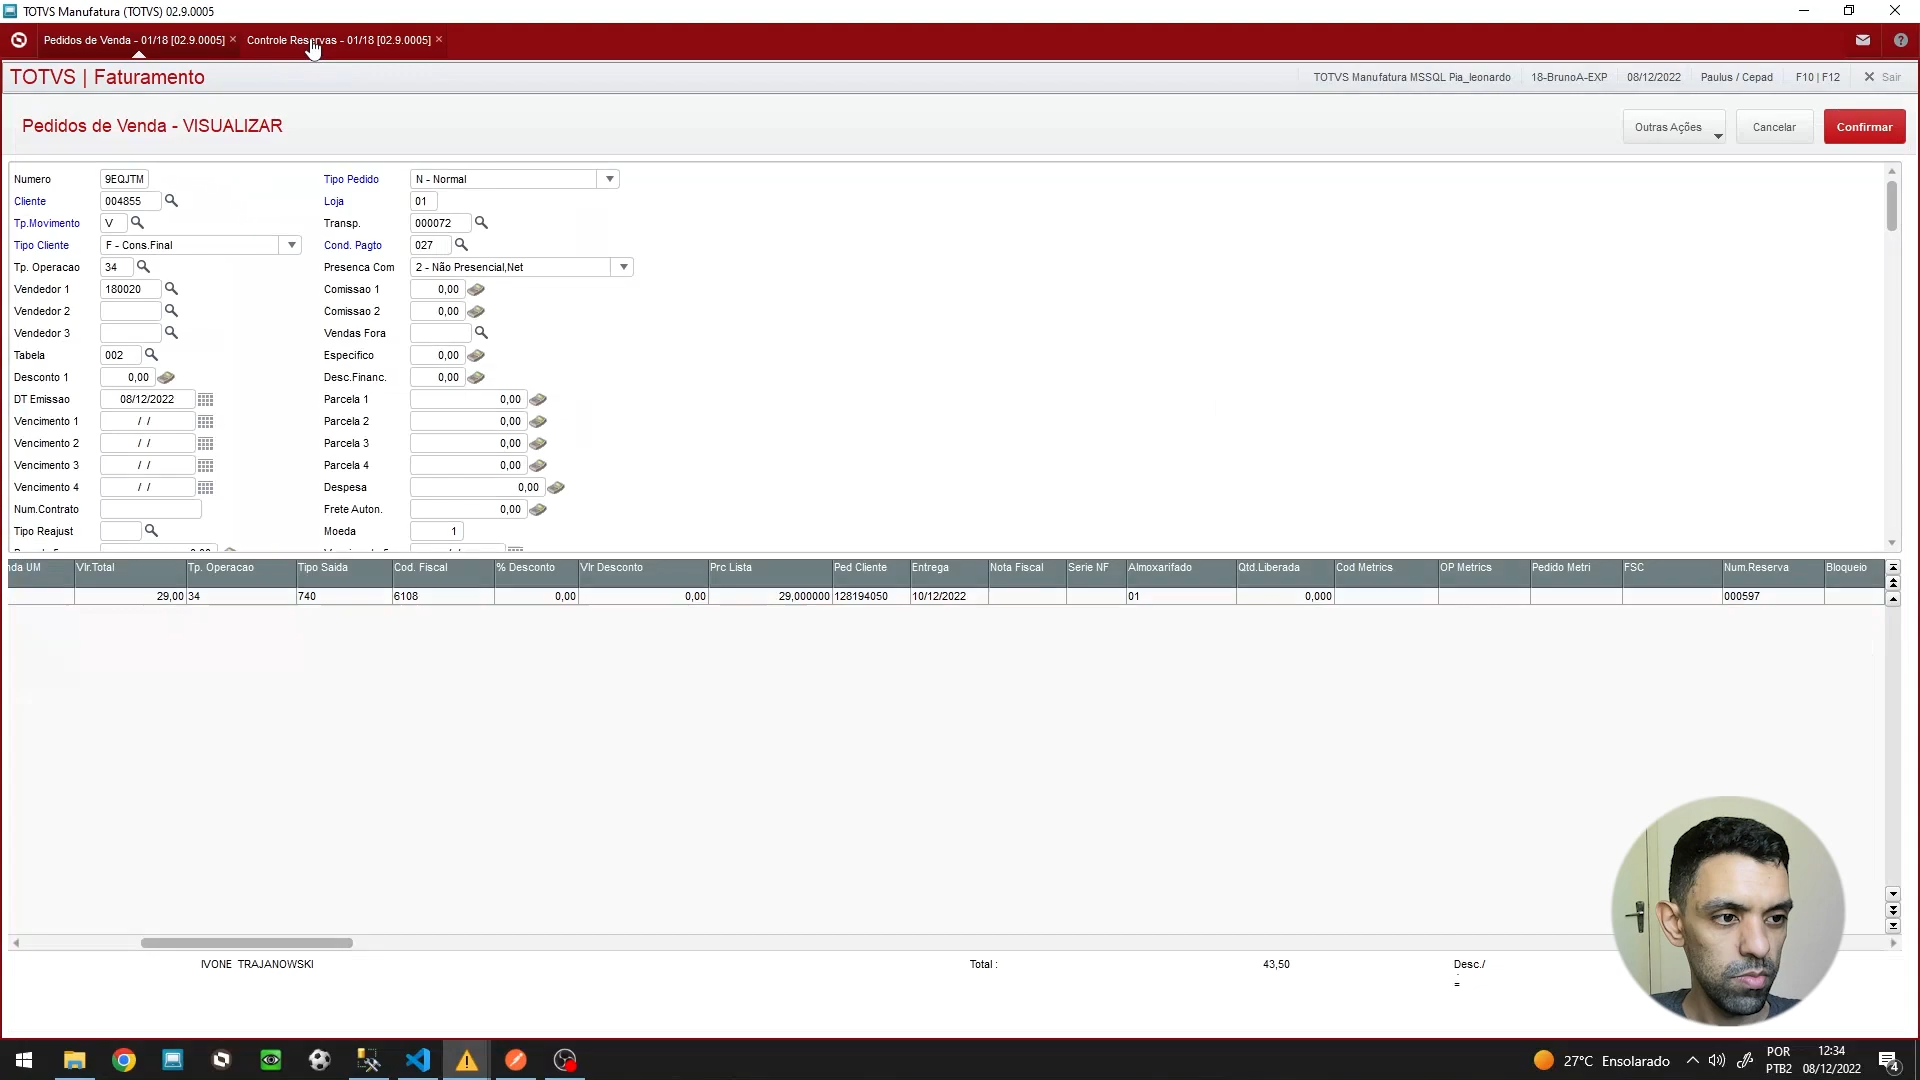 TOTVS Manufatura (TOTVS) 02.9.0005
Pedidos de Venda - 01/18 [02.9.0005] Controle Reservas - 01/18 [02.9.0005]
TOTVS | Faturamento TOTVS Manufatura MSSQL Pia_leonardo 18-BrunoA-EXP 08/12/2022 Paulus / Cepad F10 | F12 Sair
Pedidos de Venda - VISUALIZAR Outras Ações Cancelar Confirmar
Numero 9EQJTM Tipo Pedido N - Normal
Cliente 004855 Loja 01
Tp.Movimento V Transp. 000072
Tipo Cliente F - Cons.Final Cond. Pagto 027
Tp. Operacao 34 Presenca Com 2 - Não Presencial,Net
Vendedor 1 180020 Comissao 1 0,00
Vendedor 2 Comissao 2 0,00
Vendedor 3 Vendas Fora
Tabela 002 Especifico 0,00
Desconto 1 0,00 Desc.Financ. 0,00
DT Emissao 08/12/2022 Parcela 1 0,00
Vencimento 1 / / Parcela 2 0,00
Vencimento 2 / / Parcela 3 0,00
Vencimento 3 / / Parcela 4 0,00
Vencimento 4 / / Despesa 0,00
Num.Contrato Frete Auton. 0,00
Tipo Reajust Moeda 1
nda UM Vlr.Total Tp. Operacao Tipo Saida Cod. Fiscal % Desconto Vlr Desconto Prc Lista Ped Cliente Entrega Nota Fiscal Serie NF Almoxarifado Qtd.Liberada Cod Metrics OP Metrics Pedido Metri FSC Num.Reserva Bloqueio
29,00 34 740 6108 0,00 0,00 29,000000 128194050 10/12/2022 01 0,000 000597
IVONE TRAJANOWSKI Total : 43,50 Desc./
=
27°C Ensolarado POR 12:34
PTB2 08/12/2022 4